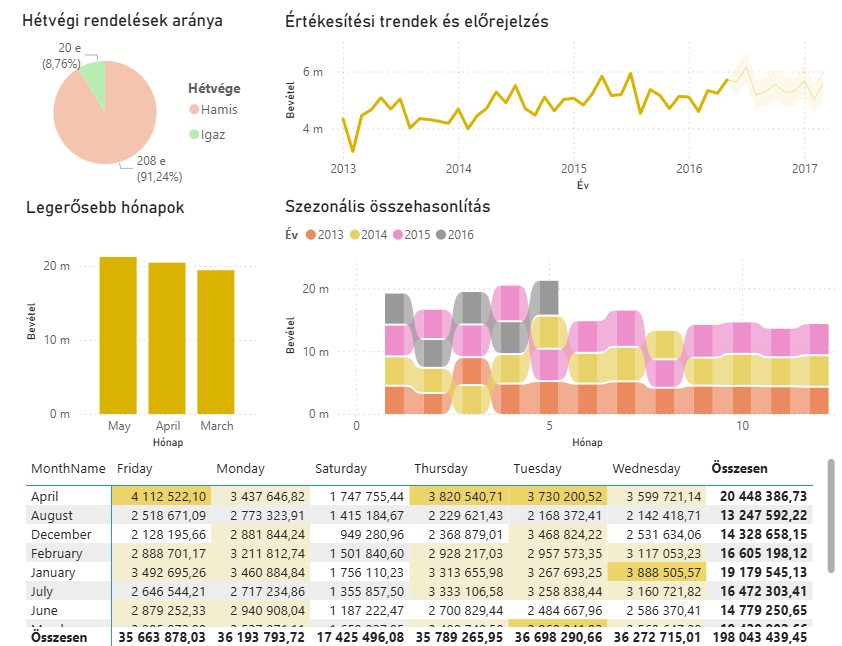 Hétvégi rendelések aránya
20 e
(8,76%)
208 e
(91,24%)
Hétvége
Hamis
Igaz
Értékesítési trendek és előrejelzés
Bevétel
6 m
4 m
2013 2014 2015 2016 2017
Év
Legerősebb hónapok
Bevétel
20 m
10 m
0 m
May April March
Hónap
Szezonális összehasonlítás
Év 2013 2014 2015 2016
Bevétel
20 m
10 m
0 m
0 5 10
Hónap
MonthName Friday Monday Saturday Thursday Tuesday Wednesday Összesen
April 4 112 522,10 3 437 646,82 1 747 755,44 3 820 540,71 3 730 200,52 3 599 721,14 20 448 386,73
August 2 518 671,09 2 773 323,91 1 415 184,67 2 229 621,43 2 168 372,41 2 142 418,71 13 247 592,22
December 2 128 195,66 2 881 844,24 949 280,96 2 368 879,01 3 468 824,22 2 531 634,06 14 328 658,15
February 2 888 701,17 3 211 812,74 1 501 840,60 2 928 217,03 2 957 573,35 3 117 053,23 16 605 198,12
January 3 492 695,26 3 460 884,84 1 756 110,23 3 313 655,98 3 267 693,25 3 888 505,57 19 179 545,13
July 2 646 544,21 2 717 234,86 1 355 857,50 3 333 106,58 3 258 838,44 3 160 721,82 16 472 303,41
June 2 879 252,33 2 940 908,04 1 187 222,47 2 700 829,44 2 484 667,96 2 586 370,41 14 779 250,65
Összesen 35 663 878,03 36 193 793,72 17 425 496,08 35 789 265,95 36 698 290,66 36 272 715,01 198 043 439,45